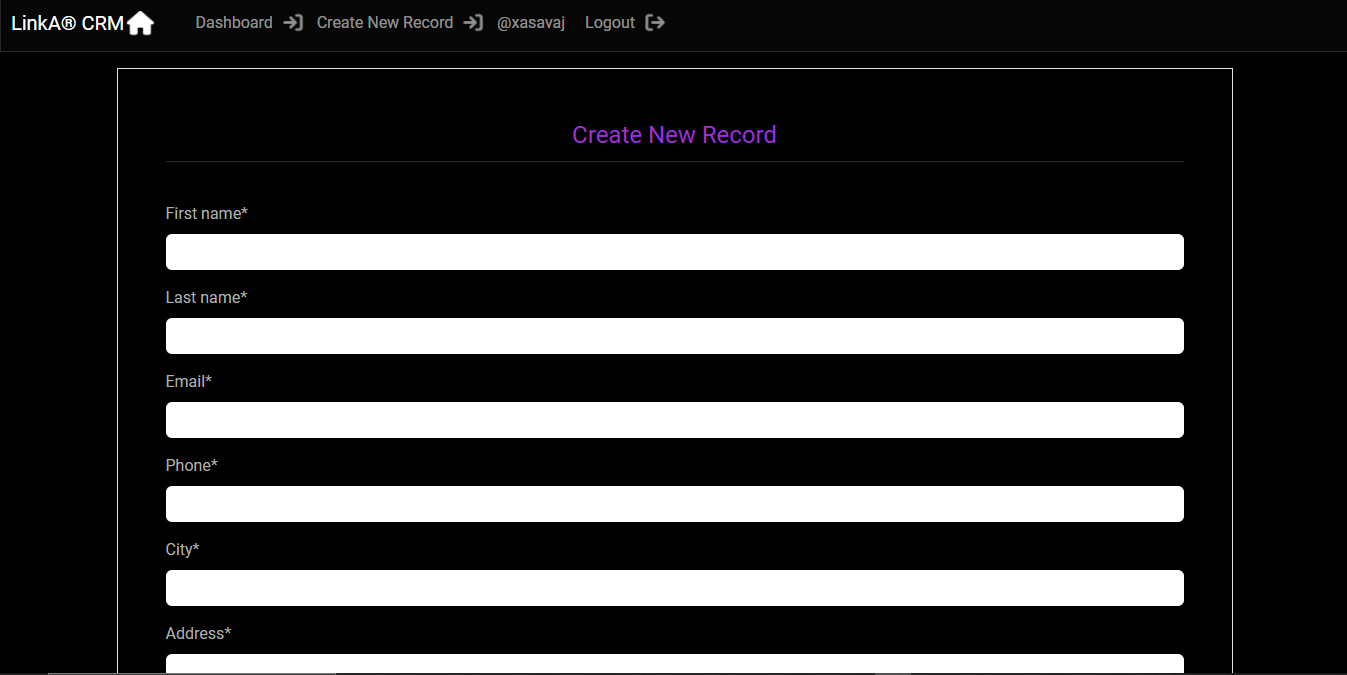 LinkA® CRM Dashboard Create New Record @xasavaj Logout
Create New Record
First name*
Last name*
Email*
Phone*
City*
Address*